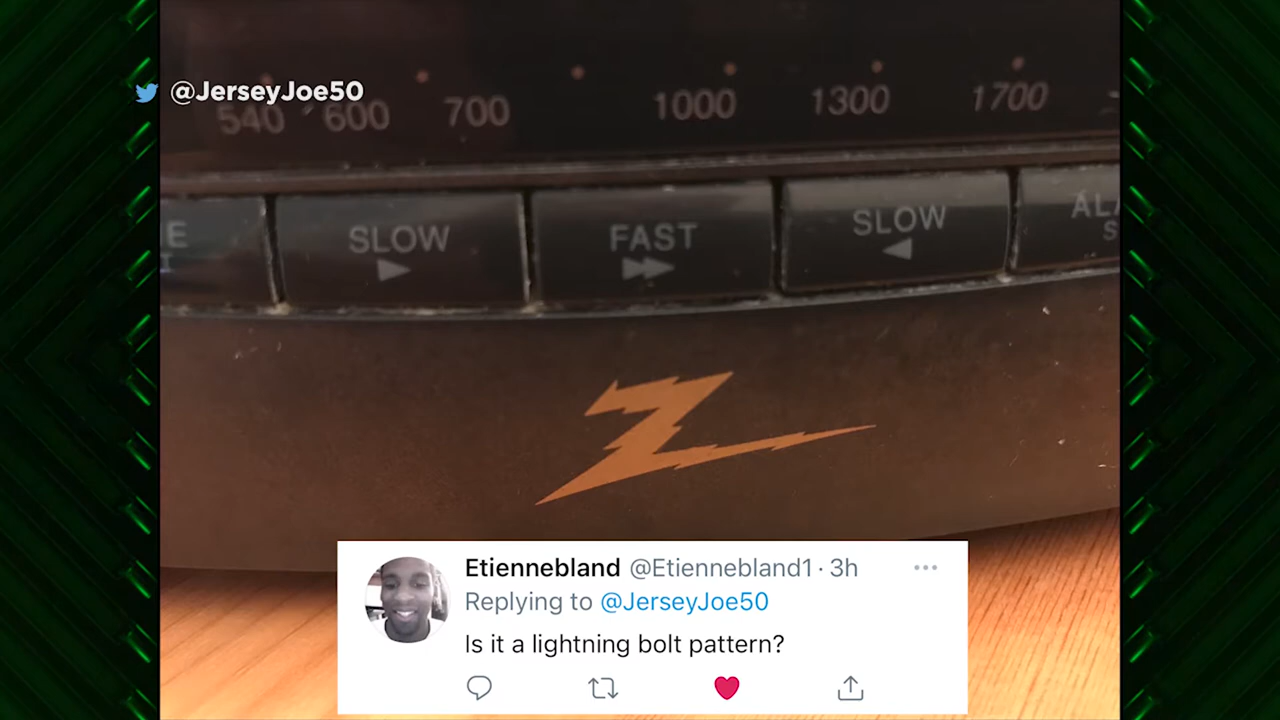 @JerseyJoe50
540 600 700 1000 1300 1700
E SLOW FAST SLOW ALA
T S
Z
Etiennebland @Etiennebland1 · 3h
Replying to @JerseyJoe50
Is it a lightning bolt pattern?